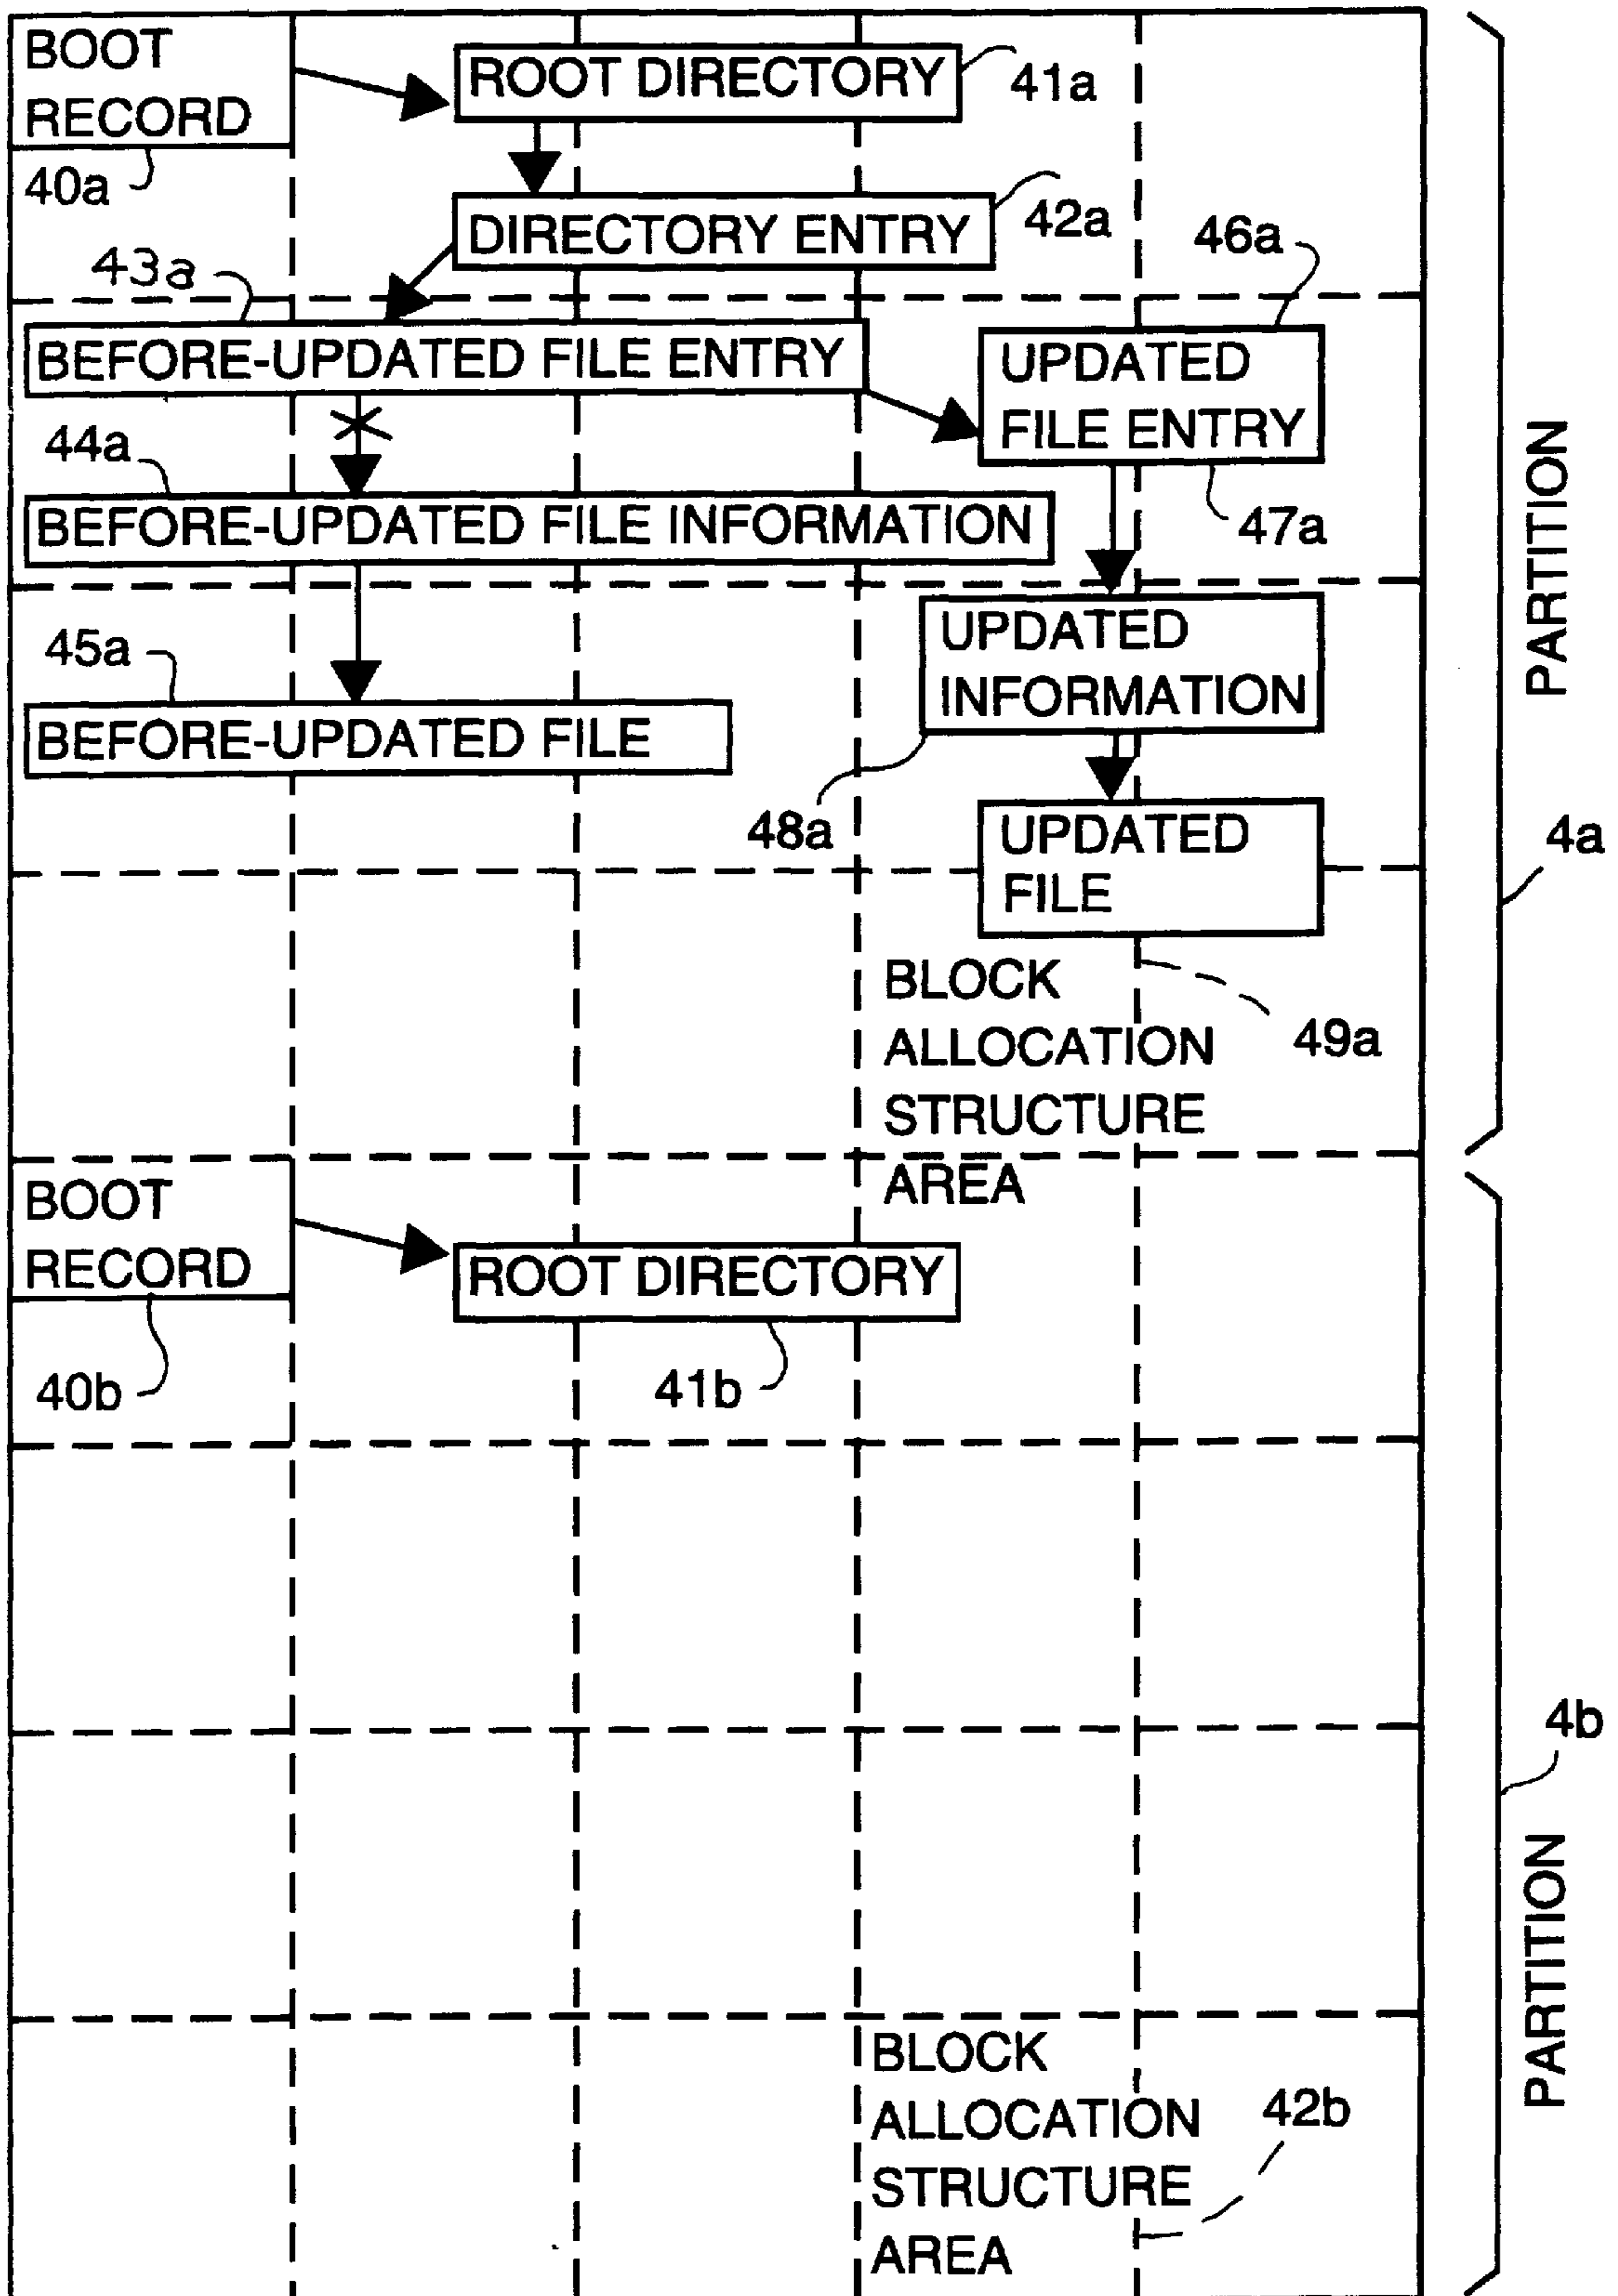 BOOT
RECORD
ROOT DIRECTORY
41a
40a
DIRECTORY ENTRY
42a
46a
43a
BEFORE-UPDATED FILE ENTRY
UPDATED
FILE ENTRY
44a
47a
BEFORE-UPDATED FILE INFORMATION
PARTITION
45a
UPDATED
INFORMATION
BEFORE-UPDATED FILE
48a
UPDATED
FILE
4a
BLOCK
ALLOCATION
STRUCTURE
AREA
49a
BOOT
RECORD
ROOT DIRECTORY
40b
41b
4b
PARTITION
BLOCK
ALLOCATION
STRUCTURE
AREA
42b